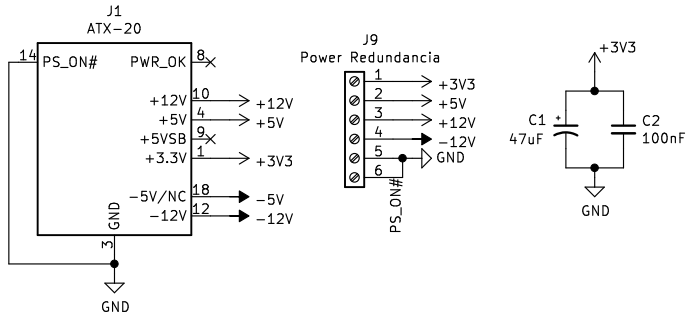 J1
ATX-20
14
PS_ON#
PWR_OK
8
+12V
10
+12V
+5V
4
+5V
+5VSB
9
+3.3V
1
+3V3
-5V/NC
18
-5V
-12V
12
-12V
GND
3
GND
J9
Power Redundancia
1
+3V3
2
+5V
3
+12V
4
-12V
5
GND
6
PS_ON#
+3V3
C1
+
47uF
C2
100nF
GND